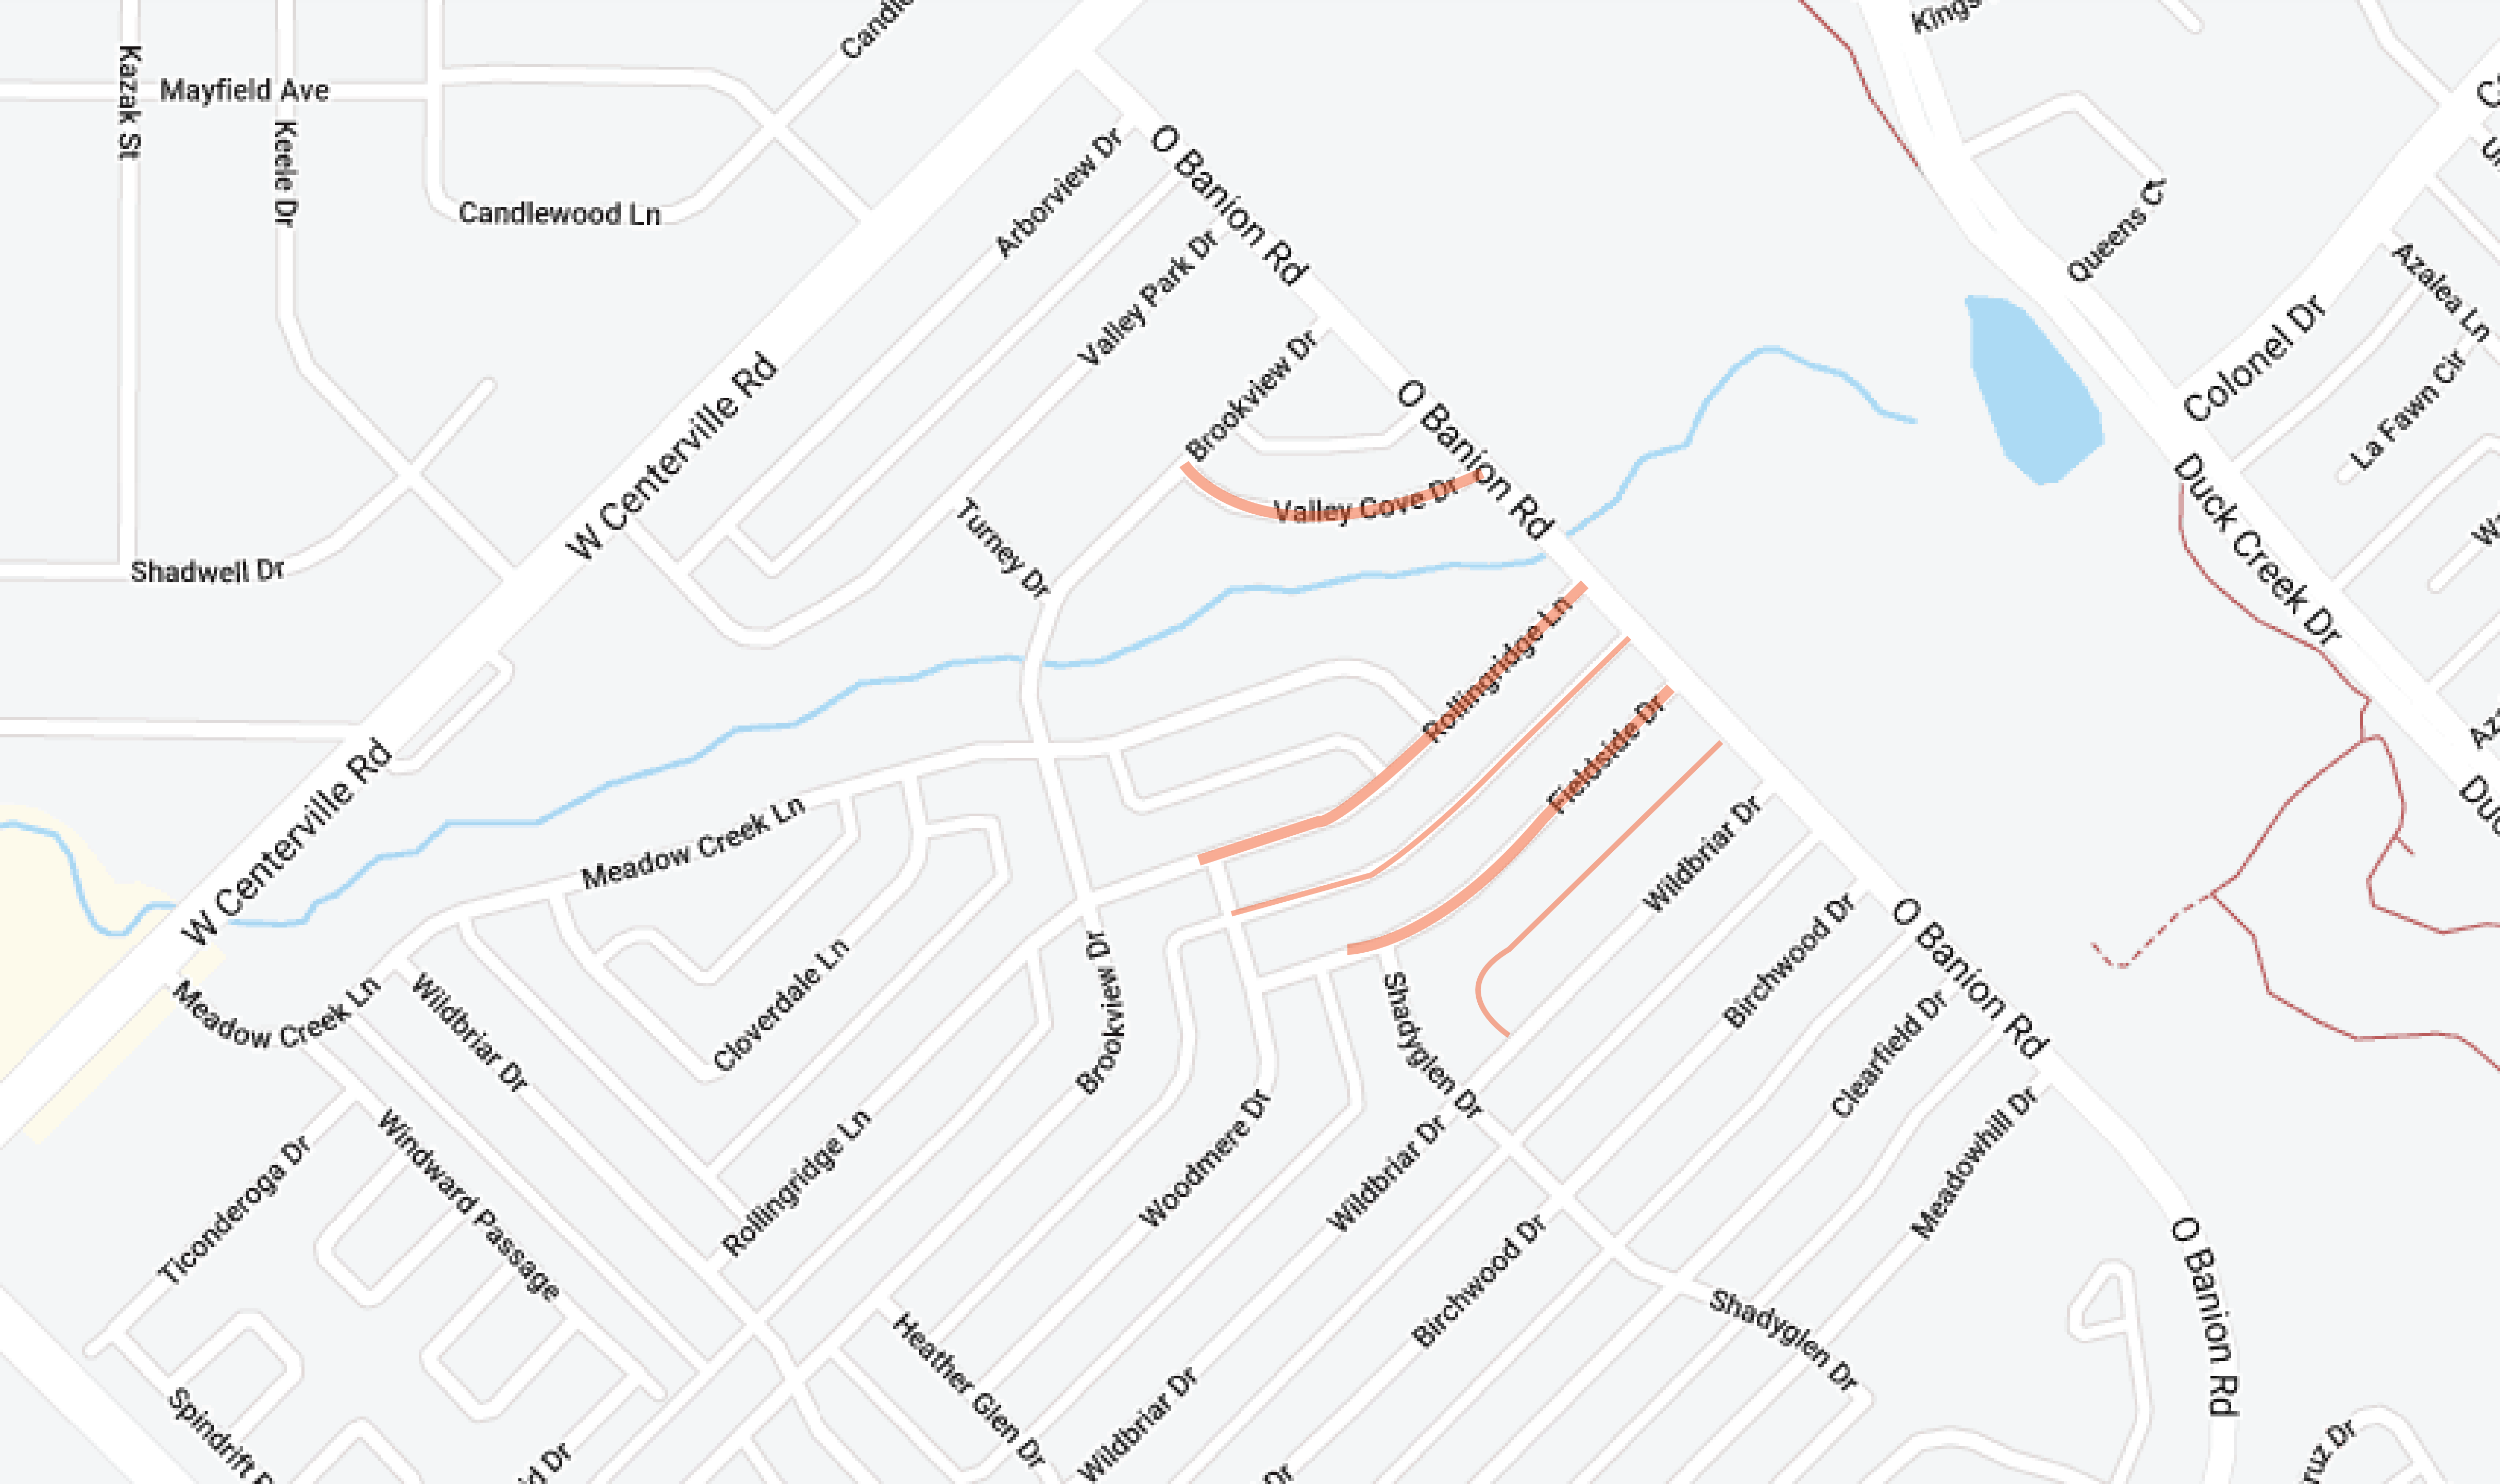 Kings
Kazak St
Mayfield Ave
Keele Dr
Candlewood Ln
Arborview Dr
O Banion Rd
Valley Park Dr
Queens Ct
Azalea Ln
Colonel Dr
La Fawn Cir
W Centerville Rd
Brookview Dr
O Banion Rd
Valley Cove Dr
Turney Dr
Shadwell Dr
Duck Creek Dr
Rollingridge Ln
Fieldside Dr
W Centerville Rd
Meadow Creek Ln
Wildbriar Dr
Birchwood Dr
O Banion Rd
Cloverdale Ln
Brookview Dr
Meadow Creek Ln
Wildbriar Dr
Shadyglen Dr
Clearfield Dr
Meadowhill Dr
Rollingridge Ln
Woodmere Dr
Wildbriar Dr
Ticonderoga Dr
Windward Passage
Birchwood Dr
Shadyglen Dr
O Banion Rd
Heather Glen Dr
Wildbriar Dr
Spindrift
Dr
Dr